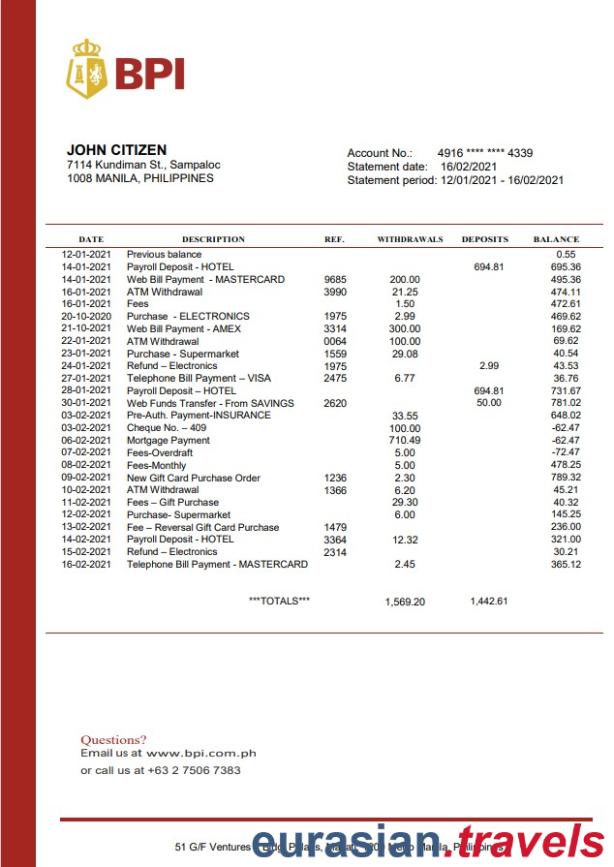 BPI
JOHN CITIZEN
7114 Kundiman St., Sampaloc
1008 MANILA, PHILIPPINES
Account No.: 4916 **** **** 4339
Statement date: 16/02/2021
Statement period: 12/01/2021 - 16/02/2021
DATE DESCRIPTION REF. WITHDRAWALS DEPOSITS BALANCE
12-01-2021 Previous balance 0.55
14-01-2021 Payroll Deposit - HOTEL 694.81 695.36
14-01-2021 Web Bill Payment - MASTERCARD 9685 200.00 495.36
16-01-2021 ATM Withdrawal 3990 21.25 474.11
16-01-2021 Fees 1.50 472.61
20-10-2020 Purchase - ELECTRONICS 1975 2.99 469.62
21-10-2021 Web Bill Payment - AMEX 3314 300.00 169.62
22-01-2021 ATM Withdrawal 0064 100.00 69.62
23-01-2021 Purchase - Supermarket 1559 29.08 40.54
24-01-2021 Refund – Electronics 1975 2.99 43.53
27-01-2021 Telephone Bill Payment – VISA 2475 6.77 36.76
28-01-2021 Payroll Deposit – HOTEL 694.81 731.67
30-01-2021 Web Funds Transfer - From SAVINGS 2620 50.00 781.02
03-02-2021 Pre-Auth. Payment-INSURANCE 33.55 648.02
03-02-2021 Cheque No. – 409 100.00 -62.47
06-02-2021 Mortgage Payment 710.49 -62.47
07-02-2021 Fees-Overdraft 5.00 -72.47
08-02-2021 Fees-Monthly 5.00 478.25
09-02-2021 New Gift Card Purchase Order 1236 2.30 789.32
10-02-2021 ATM Withdrawal 1366 6.20 45.21
11-02-2021 Fees – Gift Purchase 29.30 40.32
12-02-2021 Purchase- Supermarket 6.00 145.25
13-02-2021 Fee – Reversal Gift Card Purchase 1479 236.00
14-02-2021 Payroll Deposit - HOTEL 3364 12.32 321.00
15-02-2021 Refund – Electronics 2314 30.21
16-02-2021 Telephone Bill Payment - MASTERCARD 2.45 365.12
***TOTALS*** 1,569.20 1,442.61
Questions?
Email us at www.bpi.com.ph
or call us at +63 2 7506 7383
51 G/F Ventures
eurasian.travels